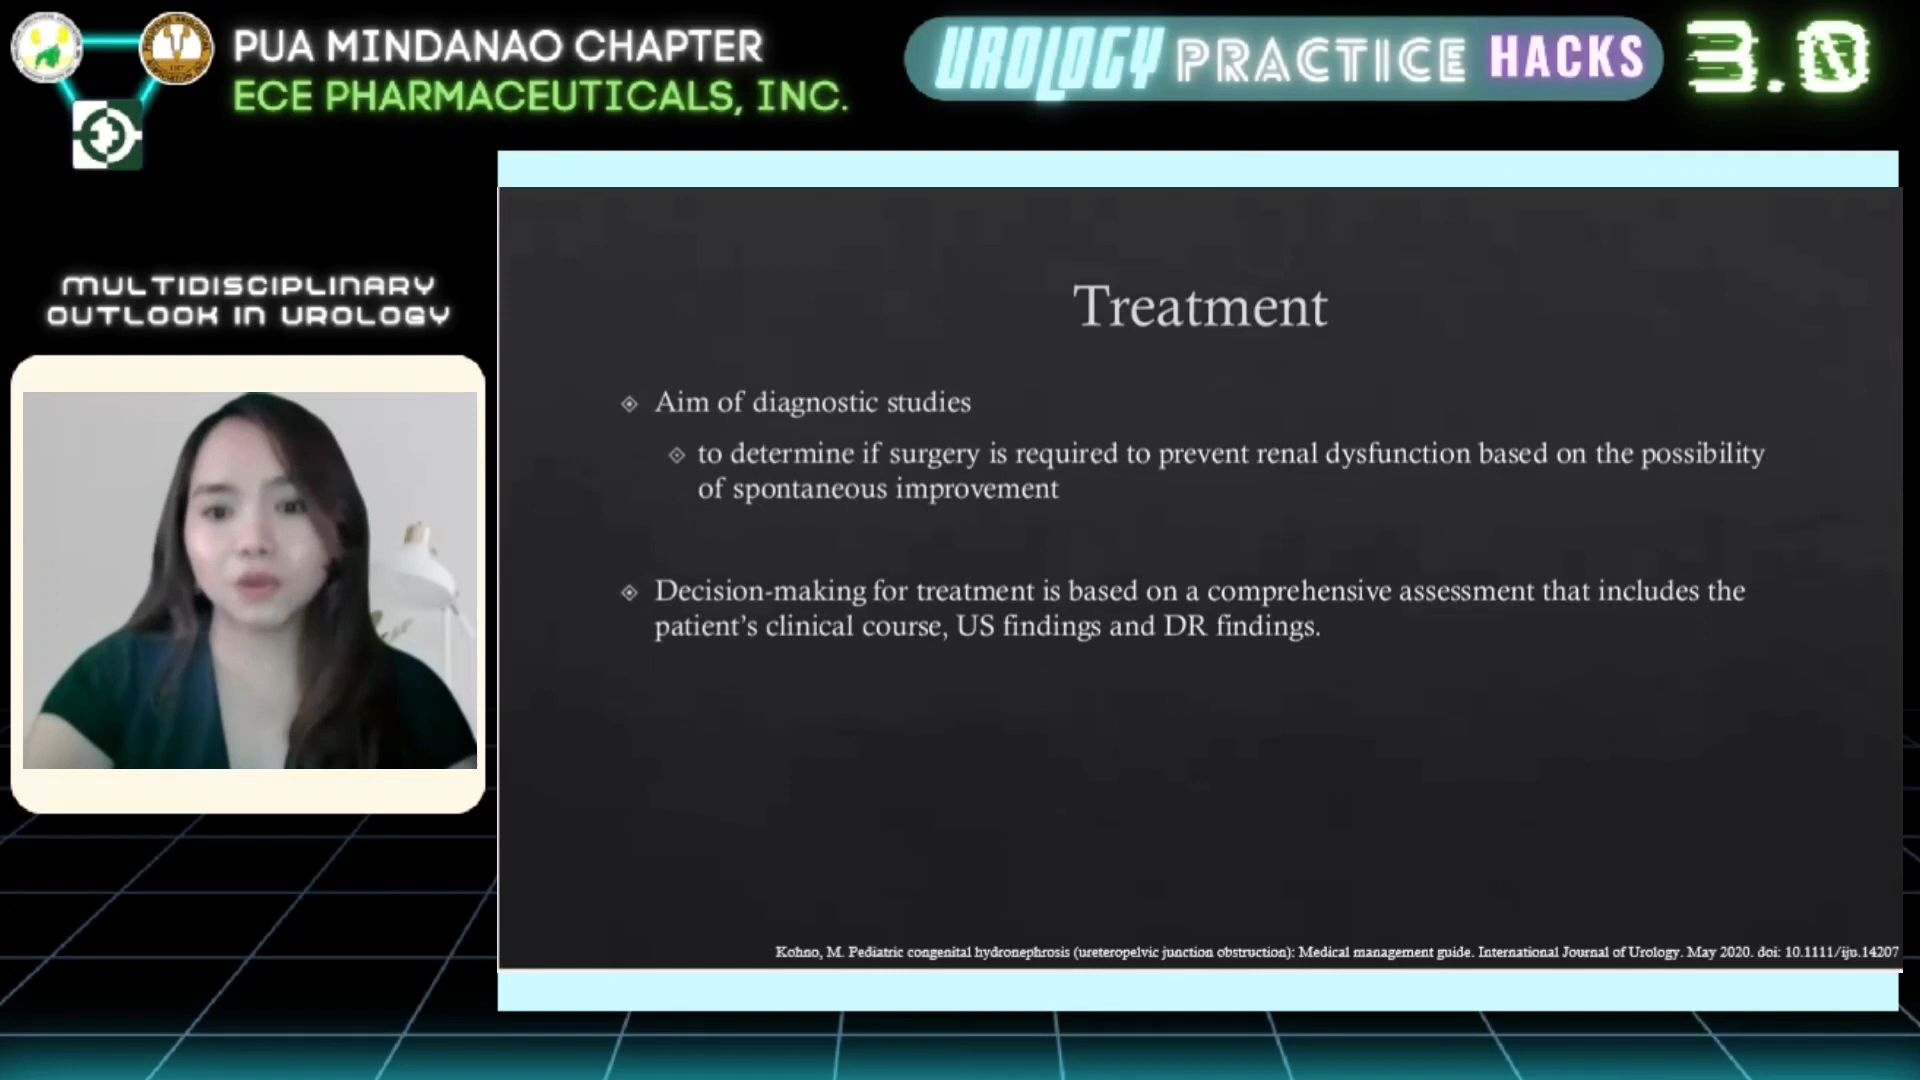 PUA MINDANAO CHAPTER
ECE PHARMACEUTICALS, INC.
UROLOGY PRACTICE HACKS 3.0
MULTIDISCIPLINARY
OUTLOOK IN UROLOGY
Treatment
Aim of diagnostic studies
to determine if surgery is required to prevent renal dysfunction based on the possibility
of spontaneous improvement
Decision-making for treatment is based on a comprehensive assessment that includes the
patient’s clinical course, US findings and DR findings.
Kohno, M. Pediatric congenital hydronephrosis (ureteropelvic junction obstruction): Medical management guide. International Journal of Urology. May 2020. doi: 10.1111/iju.14207